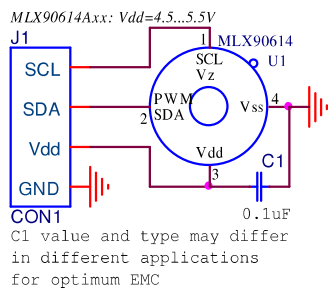 MLX90614Axx: Vdd=4.5...5.5V
J1
1
MLX90614
SCL
U1
SCL
Vz
SDA
PWM
SDA
2
Vss
4
Vdd
Vdd
3
C1
GND
CON1
0.1uF
C1 value and type may differ
in different applications
for optimum EMC